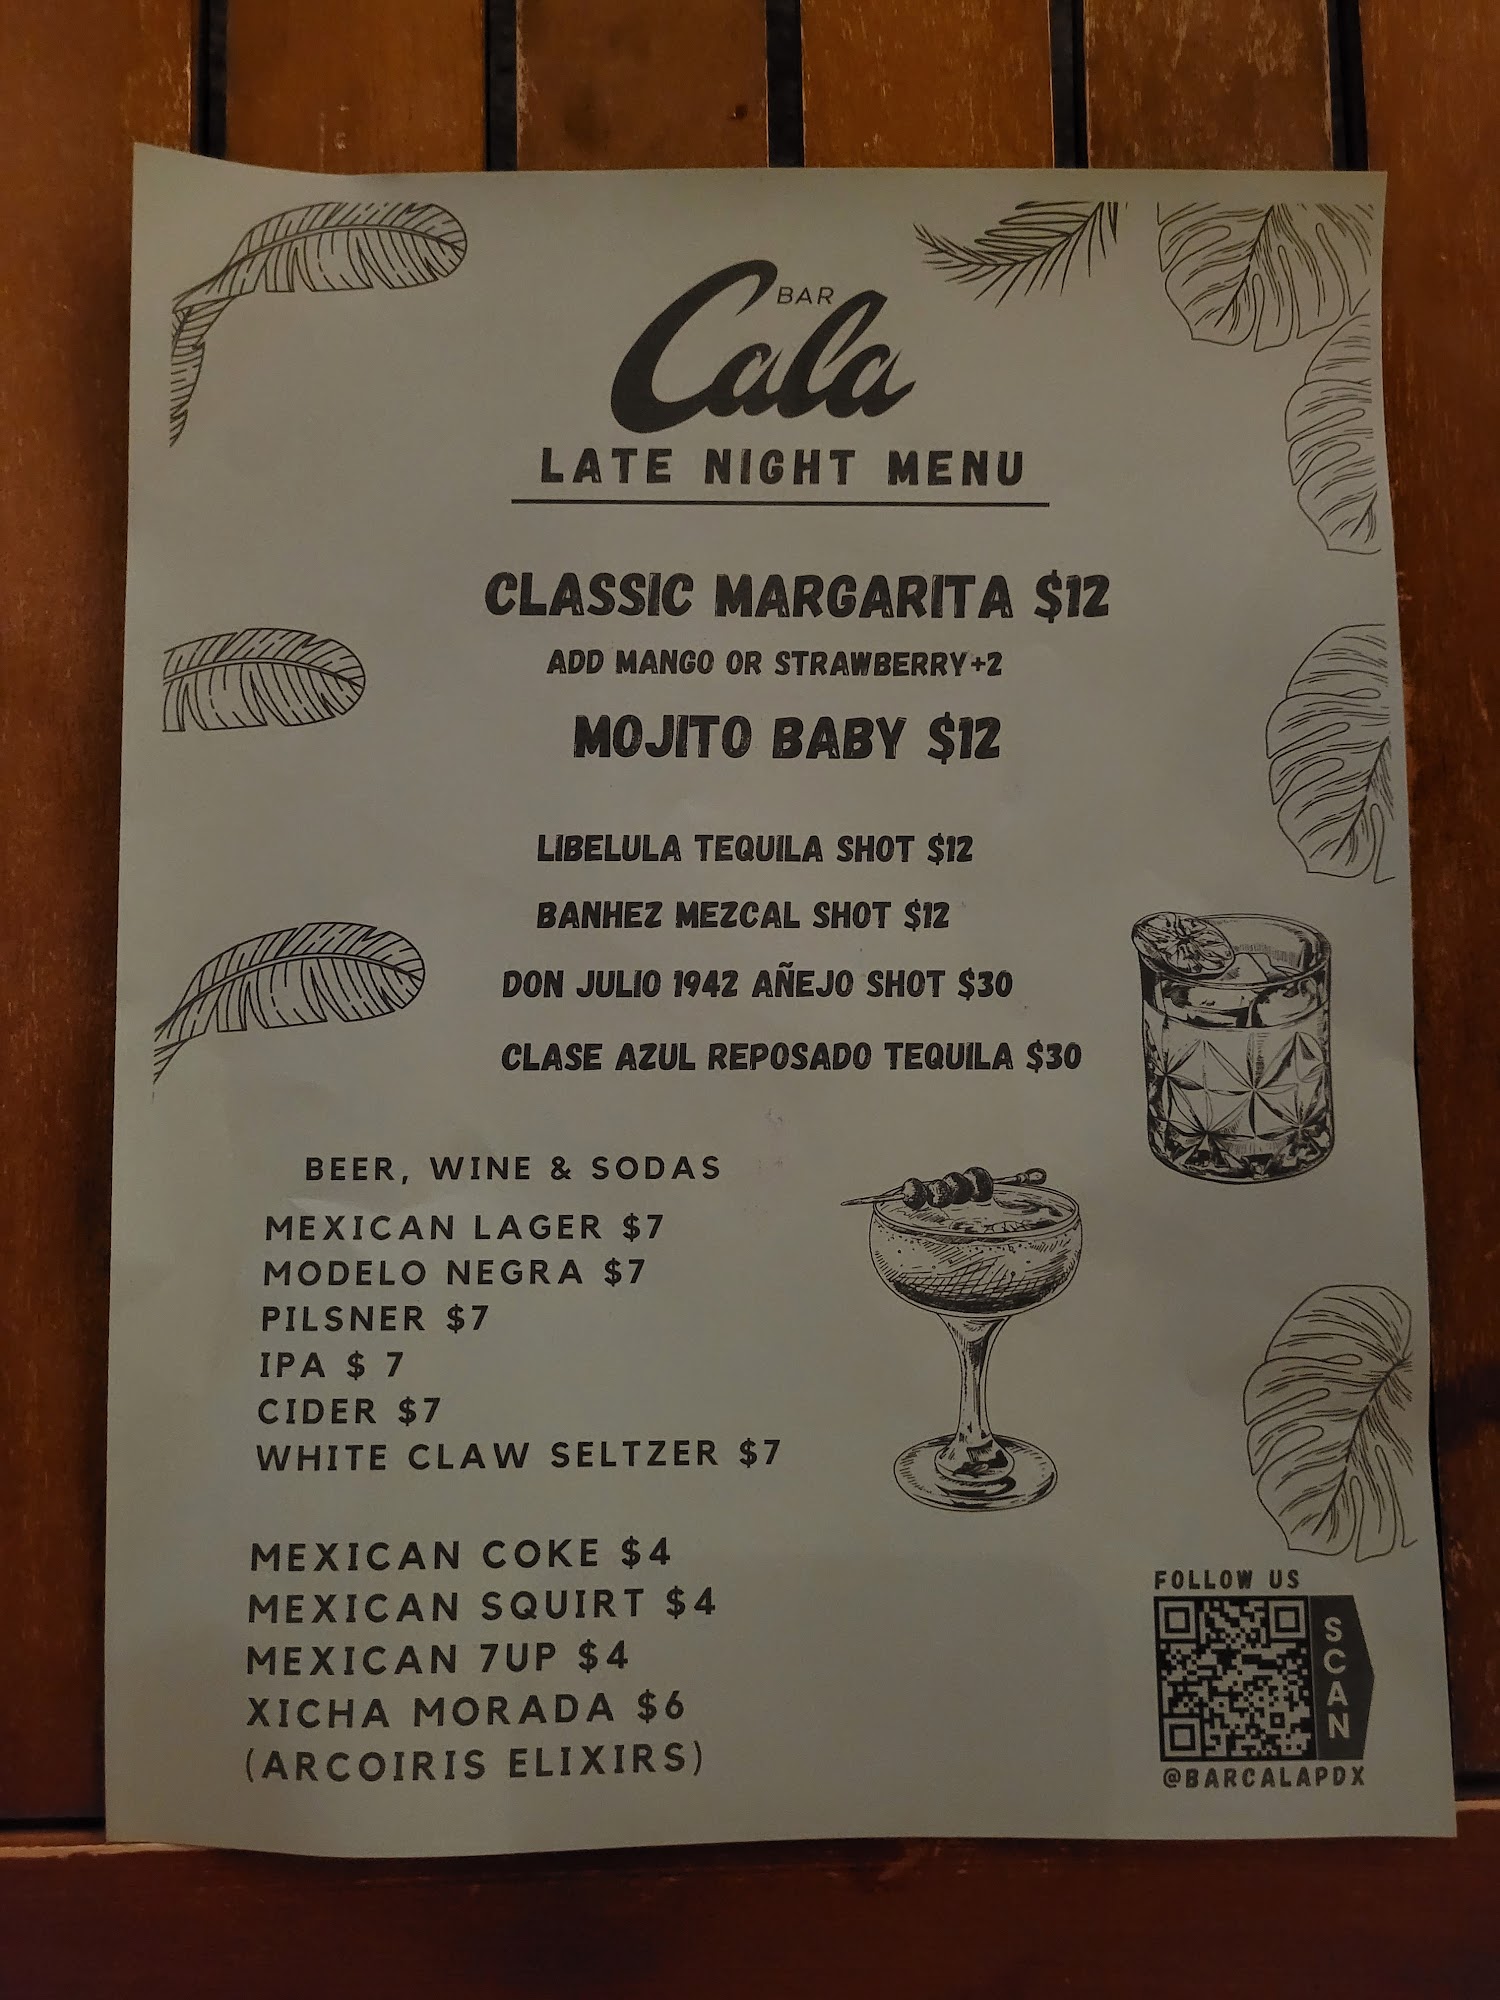 BAR
Cala
LATE NIGHT MENU
CLASSIC MARGARITA $12
ADD MANGO OR STRAWBERRY+2
MOJITO BABY $12
LIBELULA TEQUILA SHOT $12
BANHEZ MEZCAL SHOT $12
DON JULIO 1942 AÑEJO SHOT $30
CLASE AZUL REPOSADO TEQUILA $30
BEER, WINE & SODAS
MEXICAN LAGER $7
MODELO NEGRA $7
PILSNER $7
IPA $ 7
CIDER $7
WHITE CLAW SELTZER $7
MEXICAN COKE $4
MEXICAN SQUIRT $4
MEXICAN 7UP $4
XICHA MORADA $6
(ARCOIRIS ELIXIRS)
FOLLOW US
SCAN
@BARCALAPDX